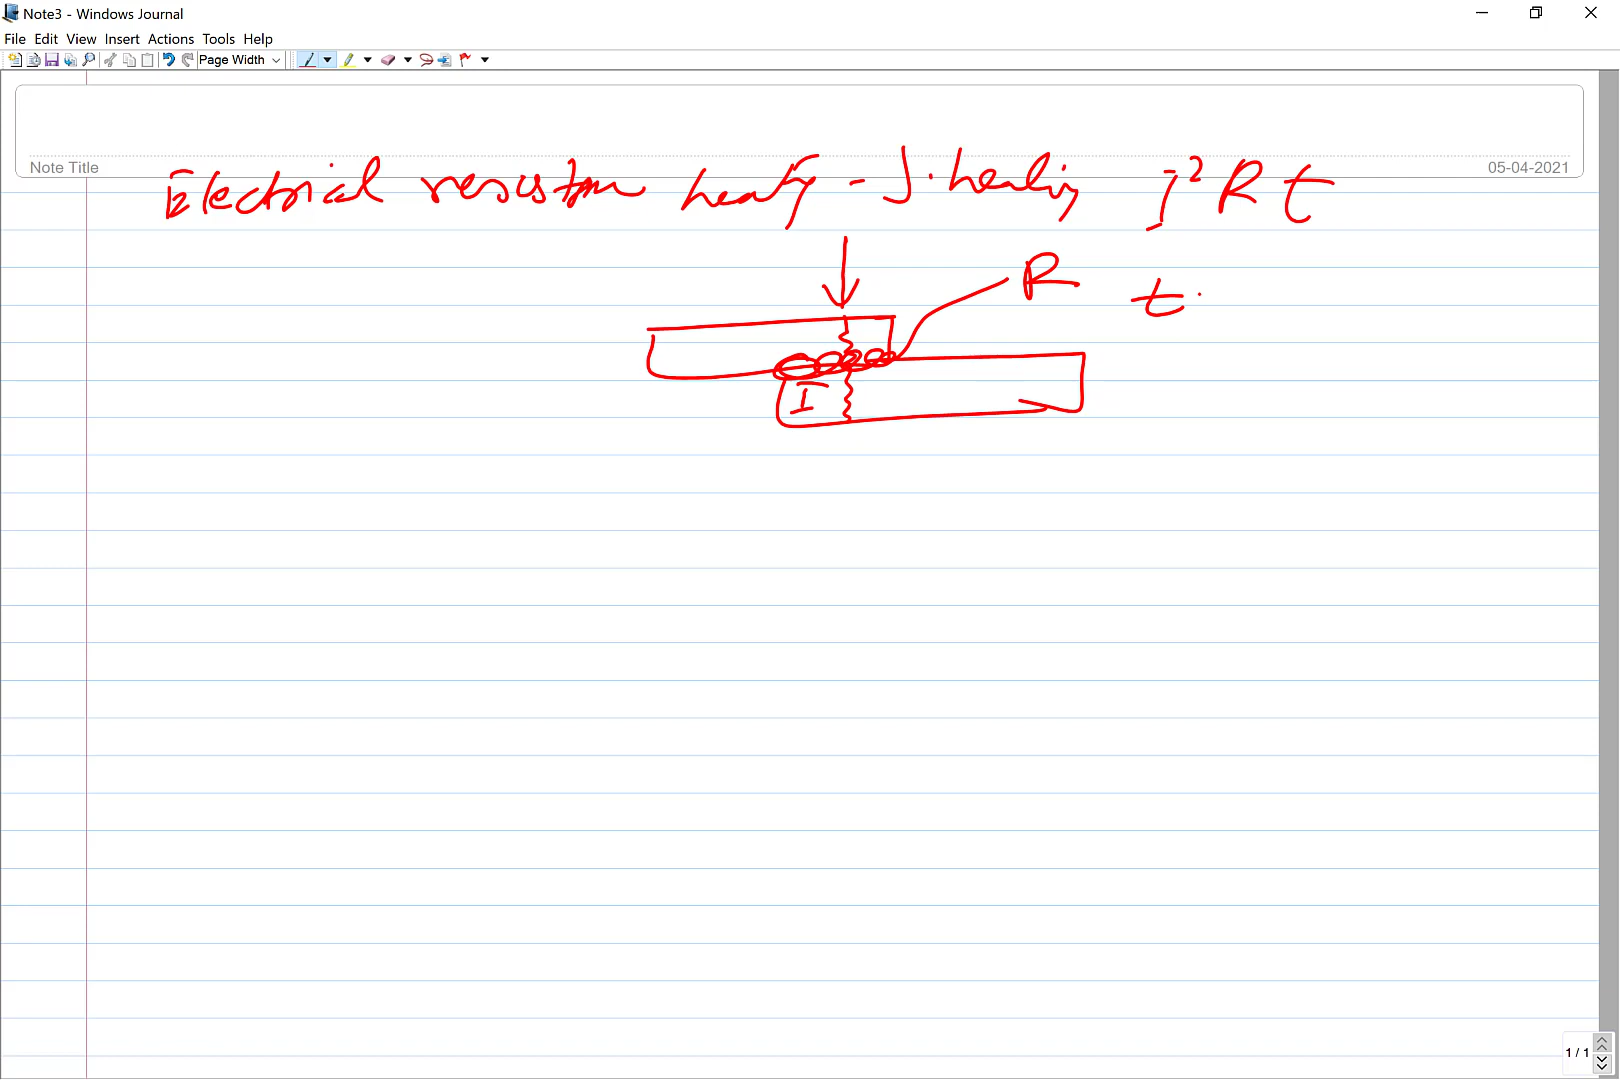 Note3 - Windows Journal
File Edit View Insert Actions Tools Help
Page Width
Note Title
05-04-2021
Electrical resistance heating - J. heating I² R t
R
t
I
1 / 1